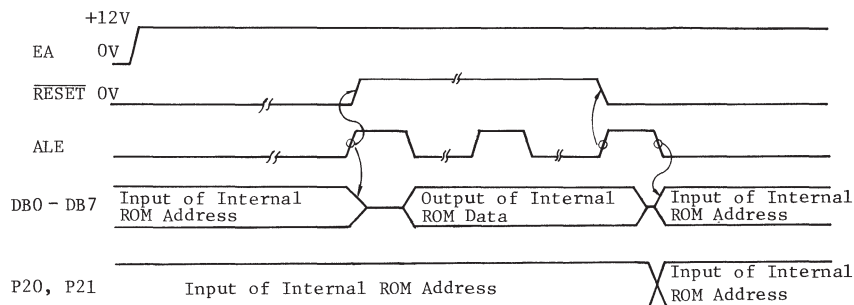 +12V
EA 0V
RESET 0V
ALE
DB0 - DB7
Input of Internal
ROM Address
Output of Internal
ROM Data
Input of Internal
ROM Address
P20, P21
Input of Internal ROM Address
Input of Internal
ROM Address